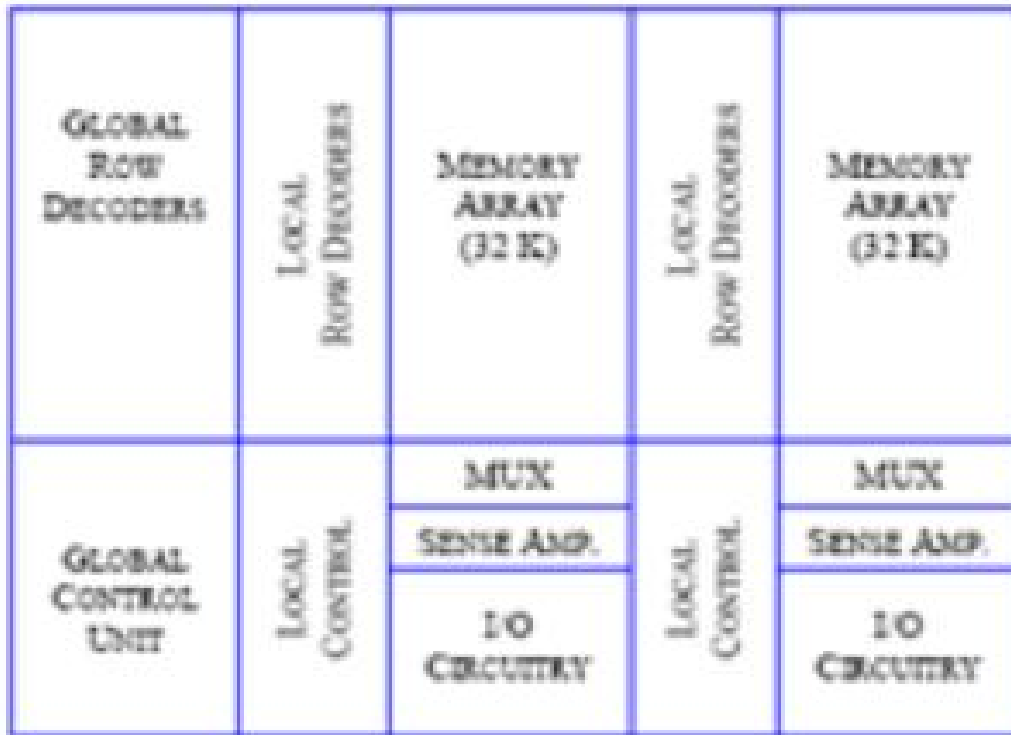 GLOBAL
ROW
DECODERS
LOCAL
ROW DECODERS
MEMORY
ARRAY
(32 K)
LOCAL
ROW DECODERS
MEMORY
ARRAY
(32 K)
GLOBAL
CONTROL
UNIT
LOCAL
CONTROL
MUX
SENSE AMP.
I/O
CIRCUITRY
LOCAL
CONTROL
MUX
SENSE AMP.
I/O
CIRCUITRY